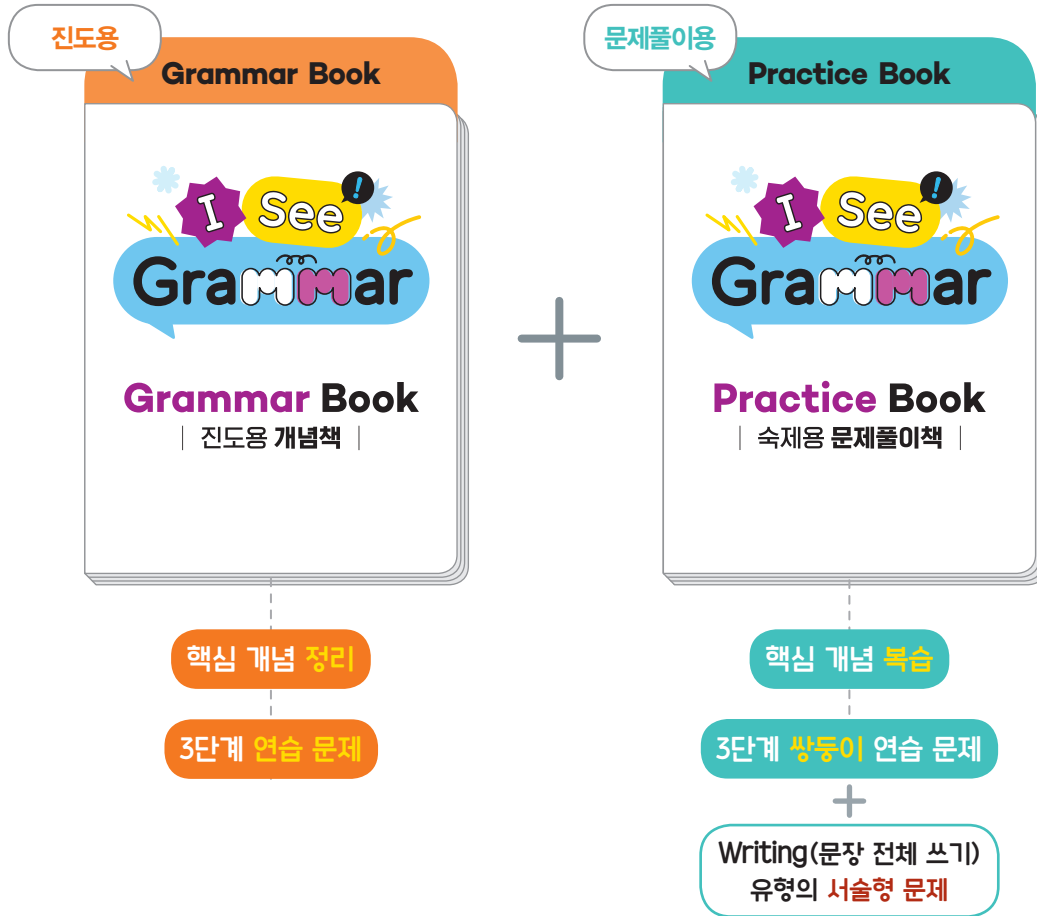 진도용
Grammar Book
I See!
Grammar
Grammar Book
| 진도용 개념책 |
핵심 개념 정리
3단계 연습 문제
+
문제풀이용
Practice Book
I See!
Grammar
Practice Book
| 숙제용 문제풀이책 |
핵심 개념 복습
3단계 쌍둥이 연습 문제
+
Writing(문장 전체 쓰기)
유형의 서술형 문제